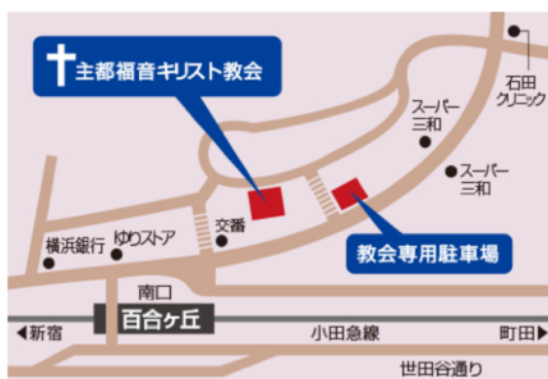 主都福音キリスト教会
石田
クリニック
スーパー
三和
スーパー
三和
横浜銀行
ゆりストア
交番
教会専用駐車場
南口
百合ヶ丘
◀新宿
小田急線
町田▶
世田谷通り